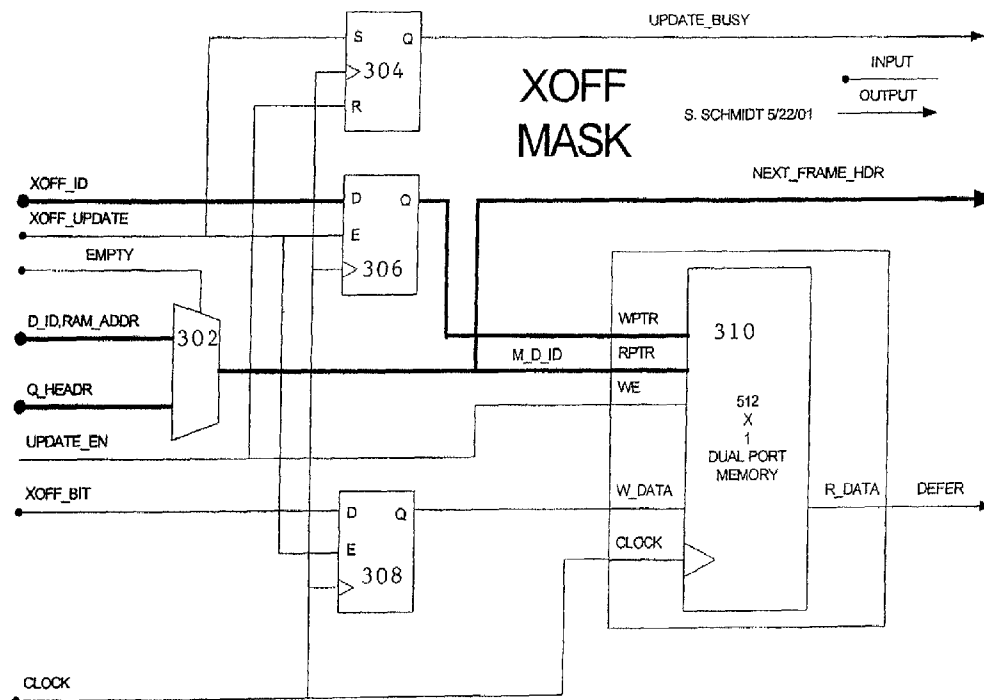 UPDATE_BUSY
S Q
304
R
XOFF
MASK
INPUT
OUTPUT
S. SCHMIDT 5/22/01
XOFF_ID
D Q
NEXT_FRAME_HDR
XOFF_UPDATE
E
EMPTY
306
D_ID,RAM_ADDR
302
WPTR
310
M_D_ID
RPTR
Q_HEADR
WE
512
X
1
DUAL PORT
MEMORY
UPDATE_EN
XOFF_BIT
D Q
W_DATA
R_DATA
DEFER
E
CLOCK
308
CLOCK